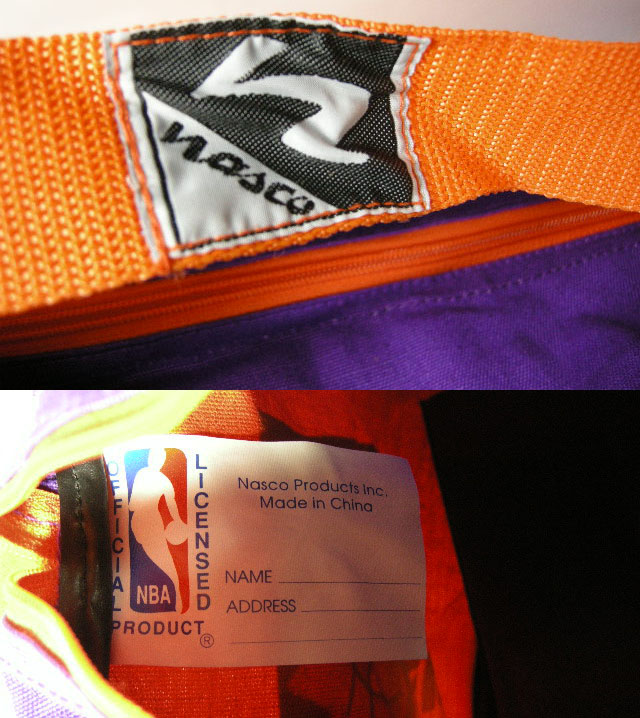 nasco
OFFICIAL
LICENSED
NBA
PRODUCT®
Nasco Products Inc.
Made in China
NAME
ADDRESS